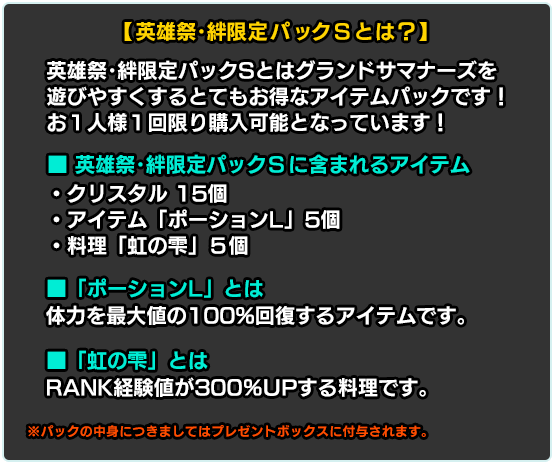 【英雄祭･絆限定パックＳとは？】
英雄祭･絆限定パックSとはグランドサマナーズを
遊びやすくするとてもお得なアイテムパックです！
お１人様１回限り購入可能となっています！
■ 英雄祭･絆限定パックＳに含まれるアイテム
・クリスタル 15個
・アイテム「ポーションL」5個
・料理「虹の雫」５個
■「ポーションL」とは
体力を最大値の100%回復するアイテムです。
■「虹の雫」とは
RANK経験値が300%UPする料理です。
※パックの中身につきましてはプレゼントボックスに付与されます。